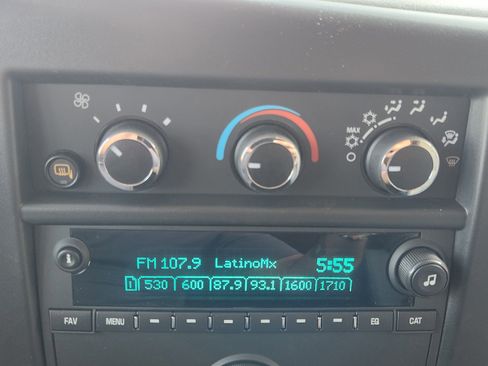 MAX
FM 107.9 LatinoMx 5:55
1 530 600 87.9 93.1 1600 1710
FAV MENU EQ CAT